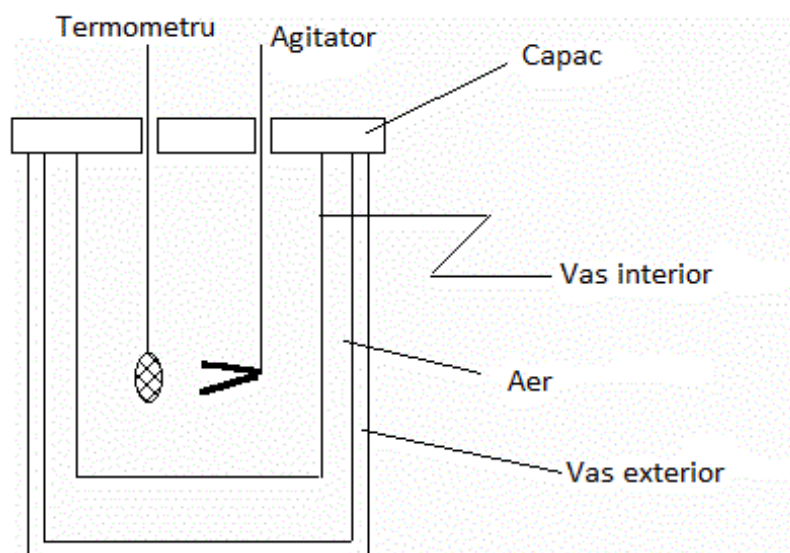 Termometru
Agitator
Capac
Vas interior
Aer
Vas exterior